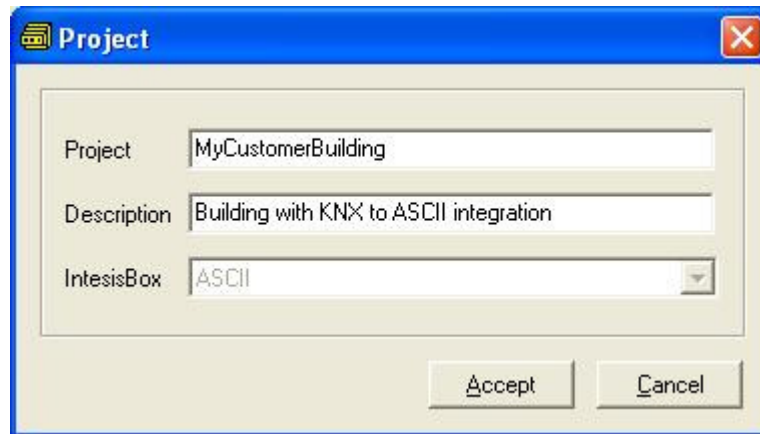 Project
Project MyCustomerBuilding
Description Building with KNX to ASCII integration
IntesisBox ASCII
Accept Cancel